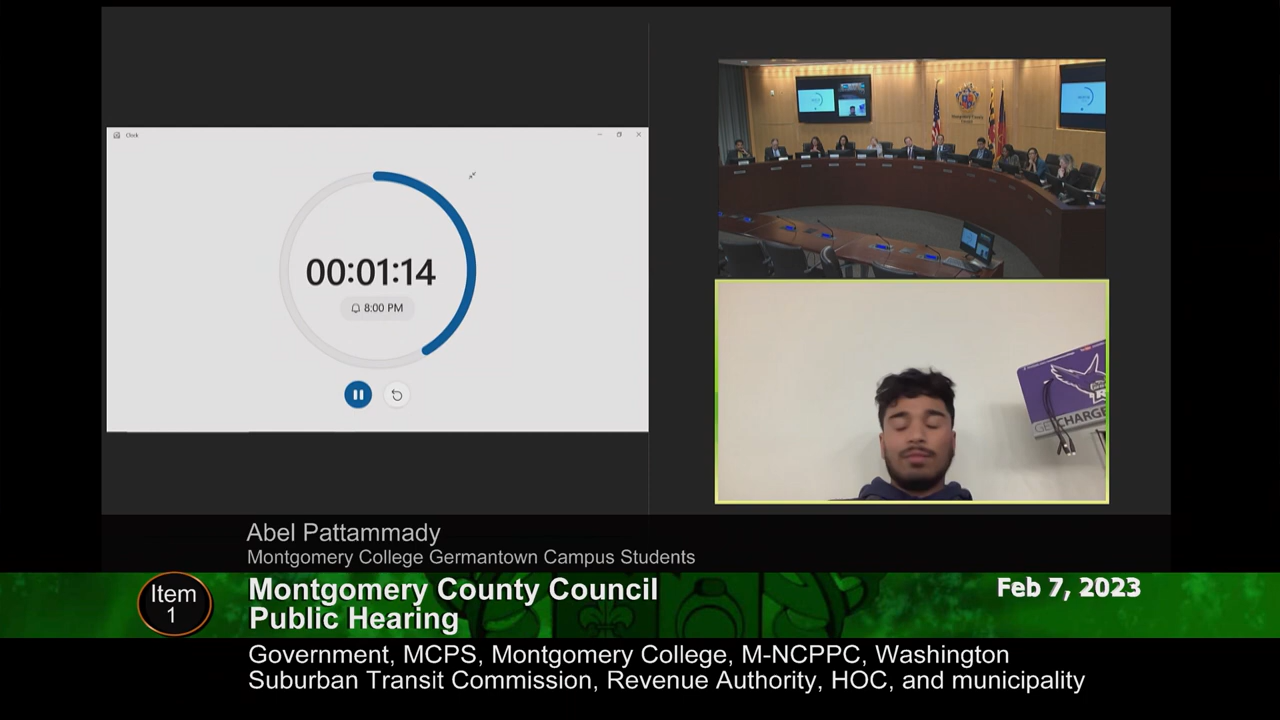 Clock
00:01:14
8:00 PM
GET CHARGE
Abel Pattammady
Montgomery College Germantown Campus Students
Item
1
Montgomery County Council
Public Hearing
Feb 7, 2023
Government, MCPS, Montgomery College, M-NCPPC, Washington
Suburban Transit Commission, Revenue Authority, HOC, and municipality